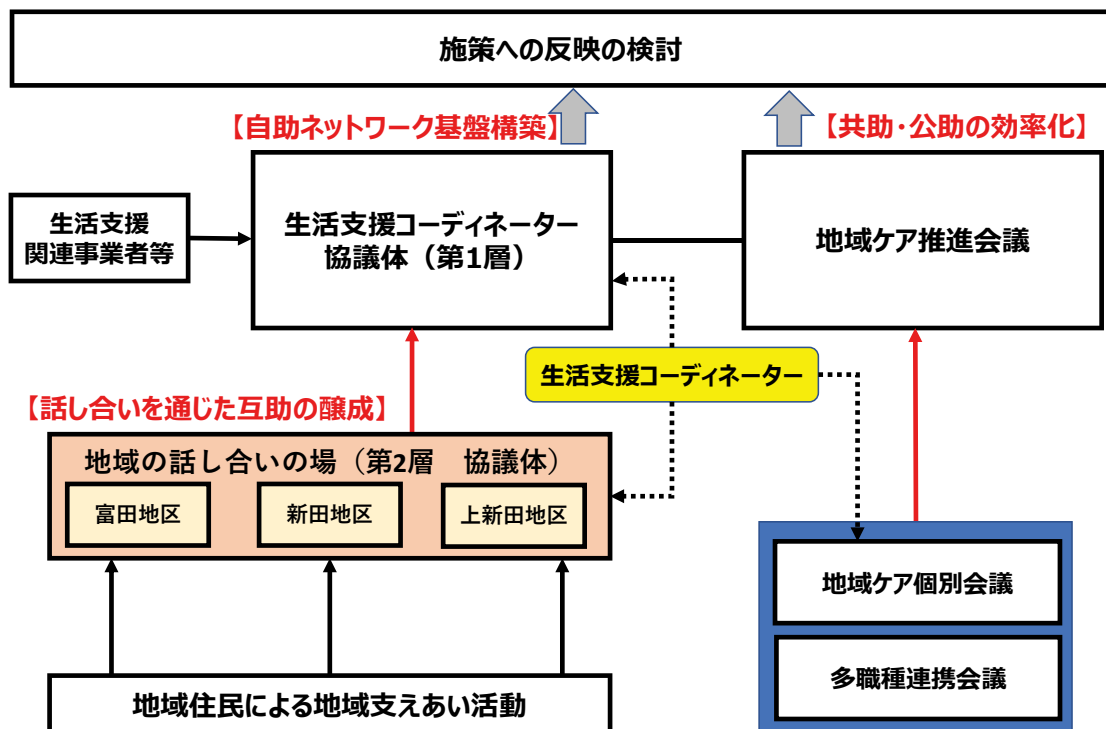 施策への反映の検討
【自助ネットワーク基盤構築】
【共助・公助の効率化】
生活支援
関連事業者等
生活支援コーディネーター
協議体（第1層）
地域ケア推進会議
生活支援コーディネーター
【話し合いを通じた互助の醸成】
地域の話し合いの場（第2層　協議体）
富田地区
新田地区
上新田地区
地域ケア個別会議
多職種連携会議
地域住民による地域支えあい活動